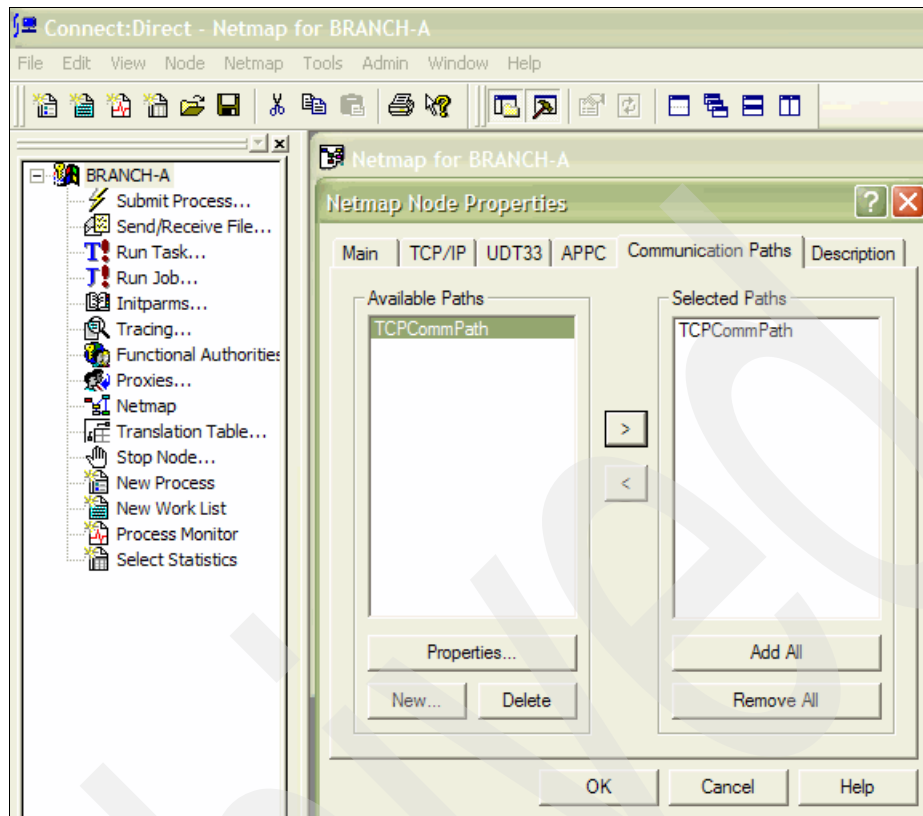 Connect:Direct - Netmap for BRANCH-A
File Edit View Node Netmap Tools Admin Window Help
BRANCH-A
Submit Process...
Send/Receive File...
Run Task...
Run Job...
Initparms...
Tracing...
Functional Authorities
Proxies...
Netmap
Translation Table...
Stop Node...
New Process
New Work List
Process Monitor
Select Statistics
Netmap for BRANCH-A
Netmap Node Properties
Main TCP/IP UDT33 APPC Communication Paths Description
Available Paths
TCPCommPath
Selected Paths
TCPCommPath
>
<
Properties...
New... Delete
Add All
Remove All
OK Cancel Help